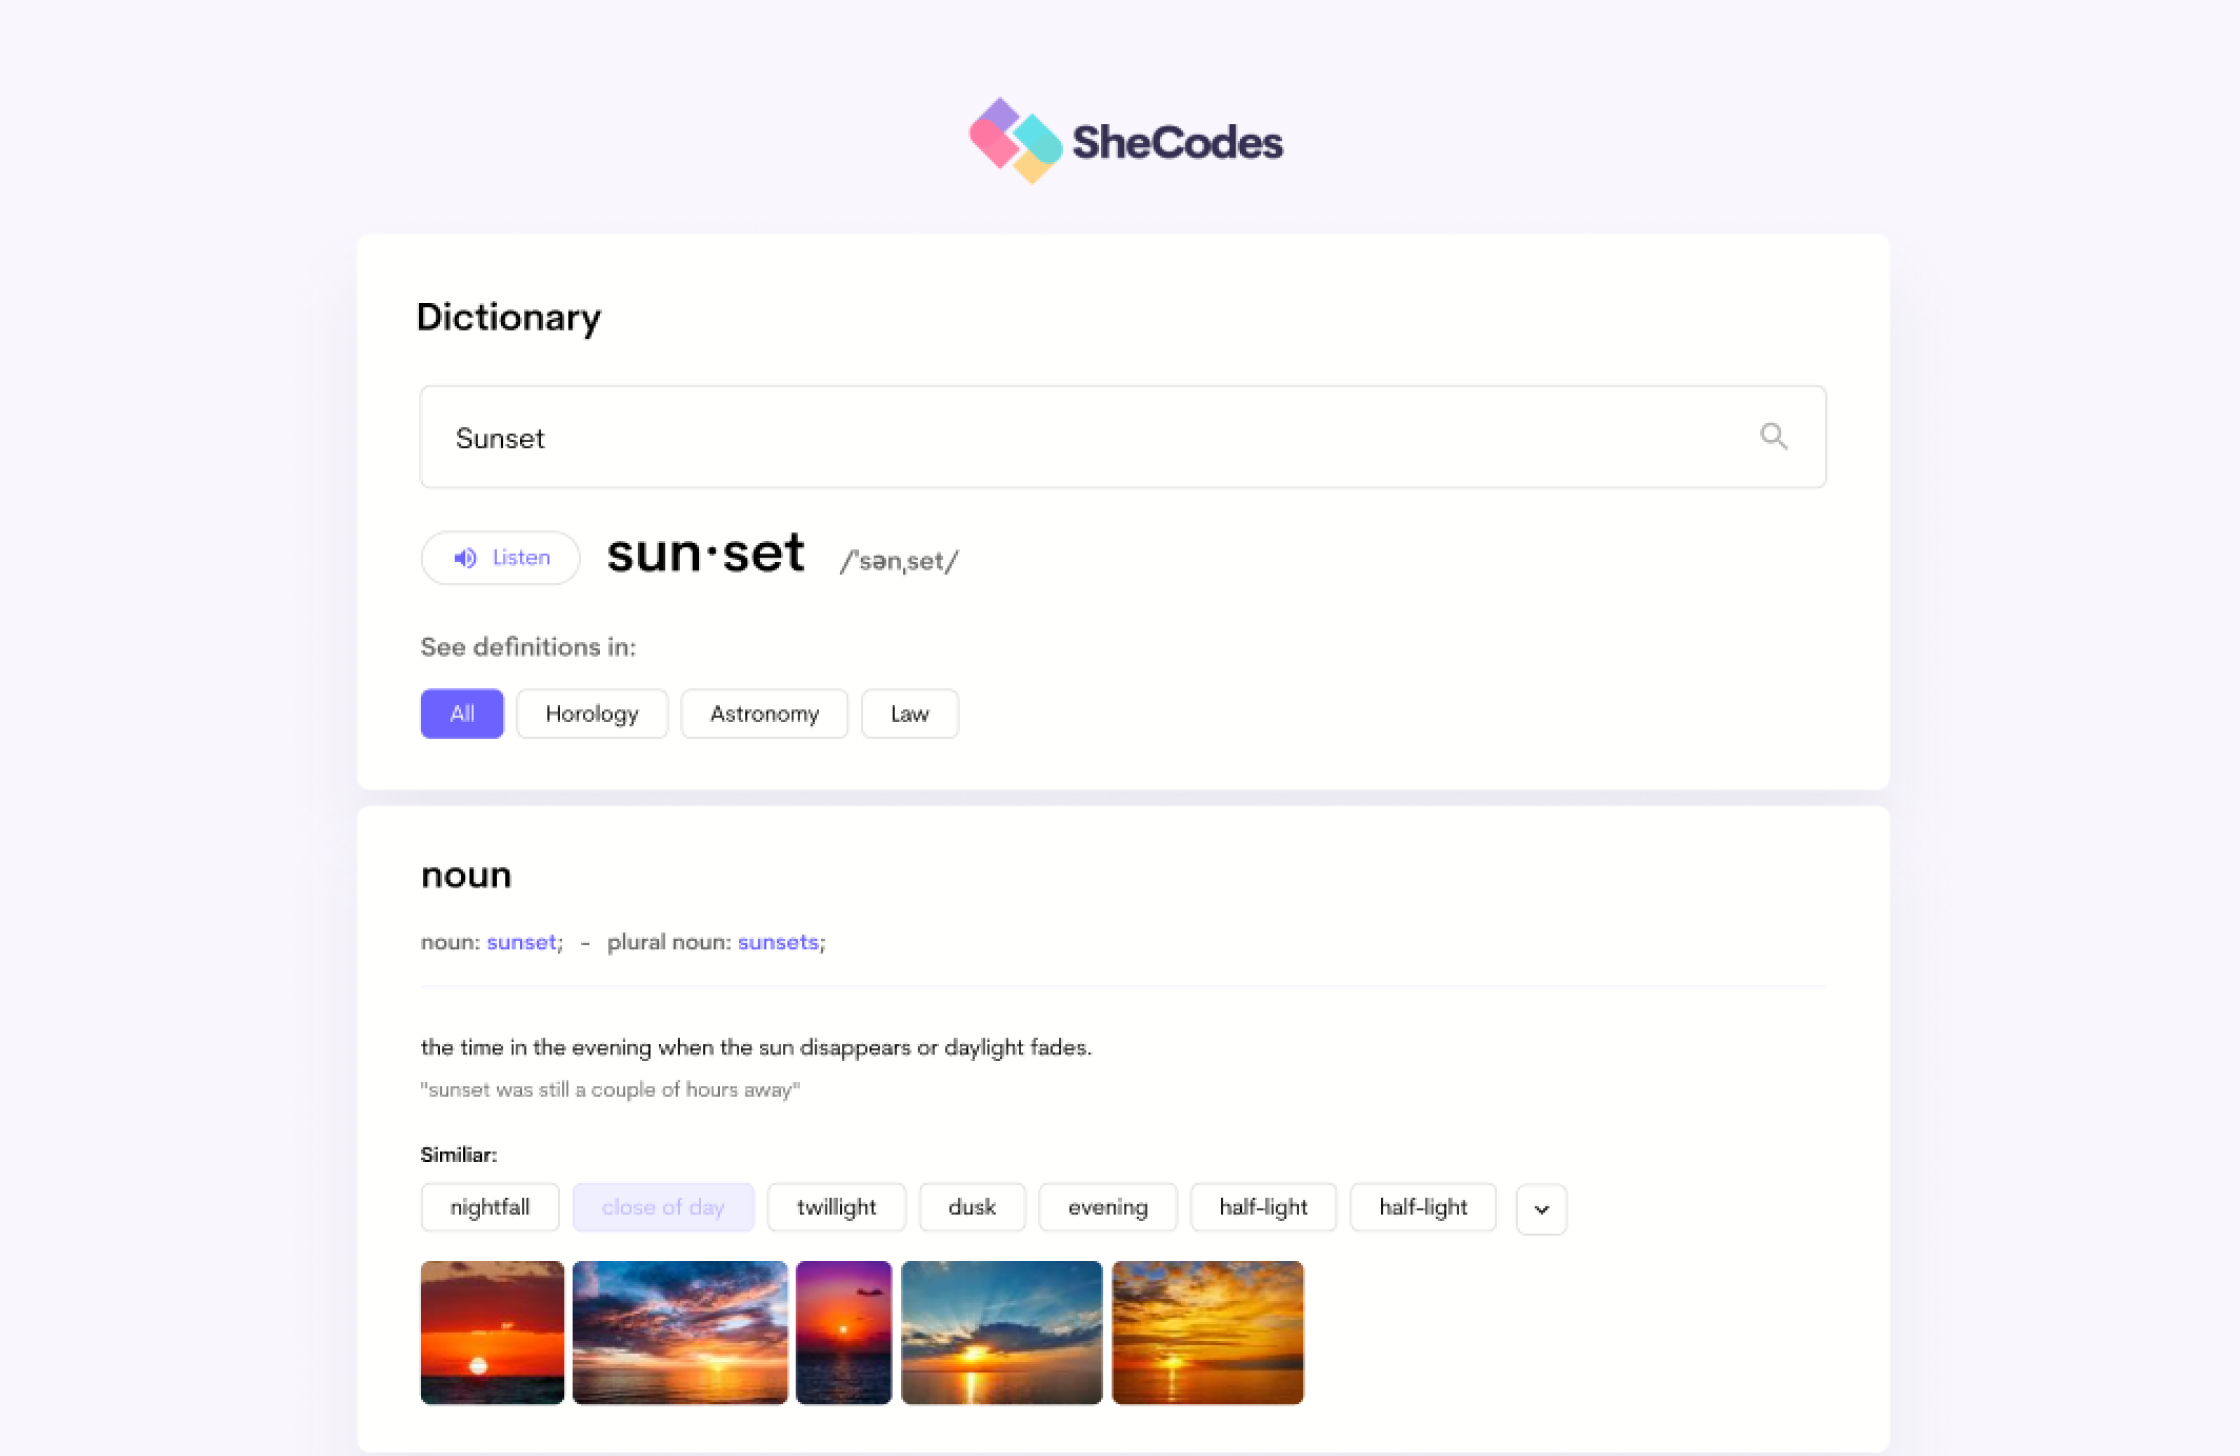 SheCodes
Dictionary
Sunset
Listen sun·set /ˈsənˌset/
See definitions in:
All Horology Astronomy Law
noun
noun: sunset; - plural noun: sunsets;
the time in the evening when the sun disappears or daylight fades.
"sunset was still a couple of hours away"
Similiar:
nightfall close of day twillight dusk evening half-light half-light